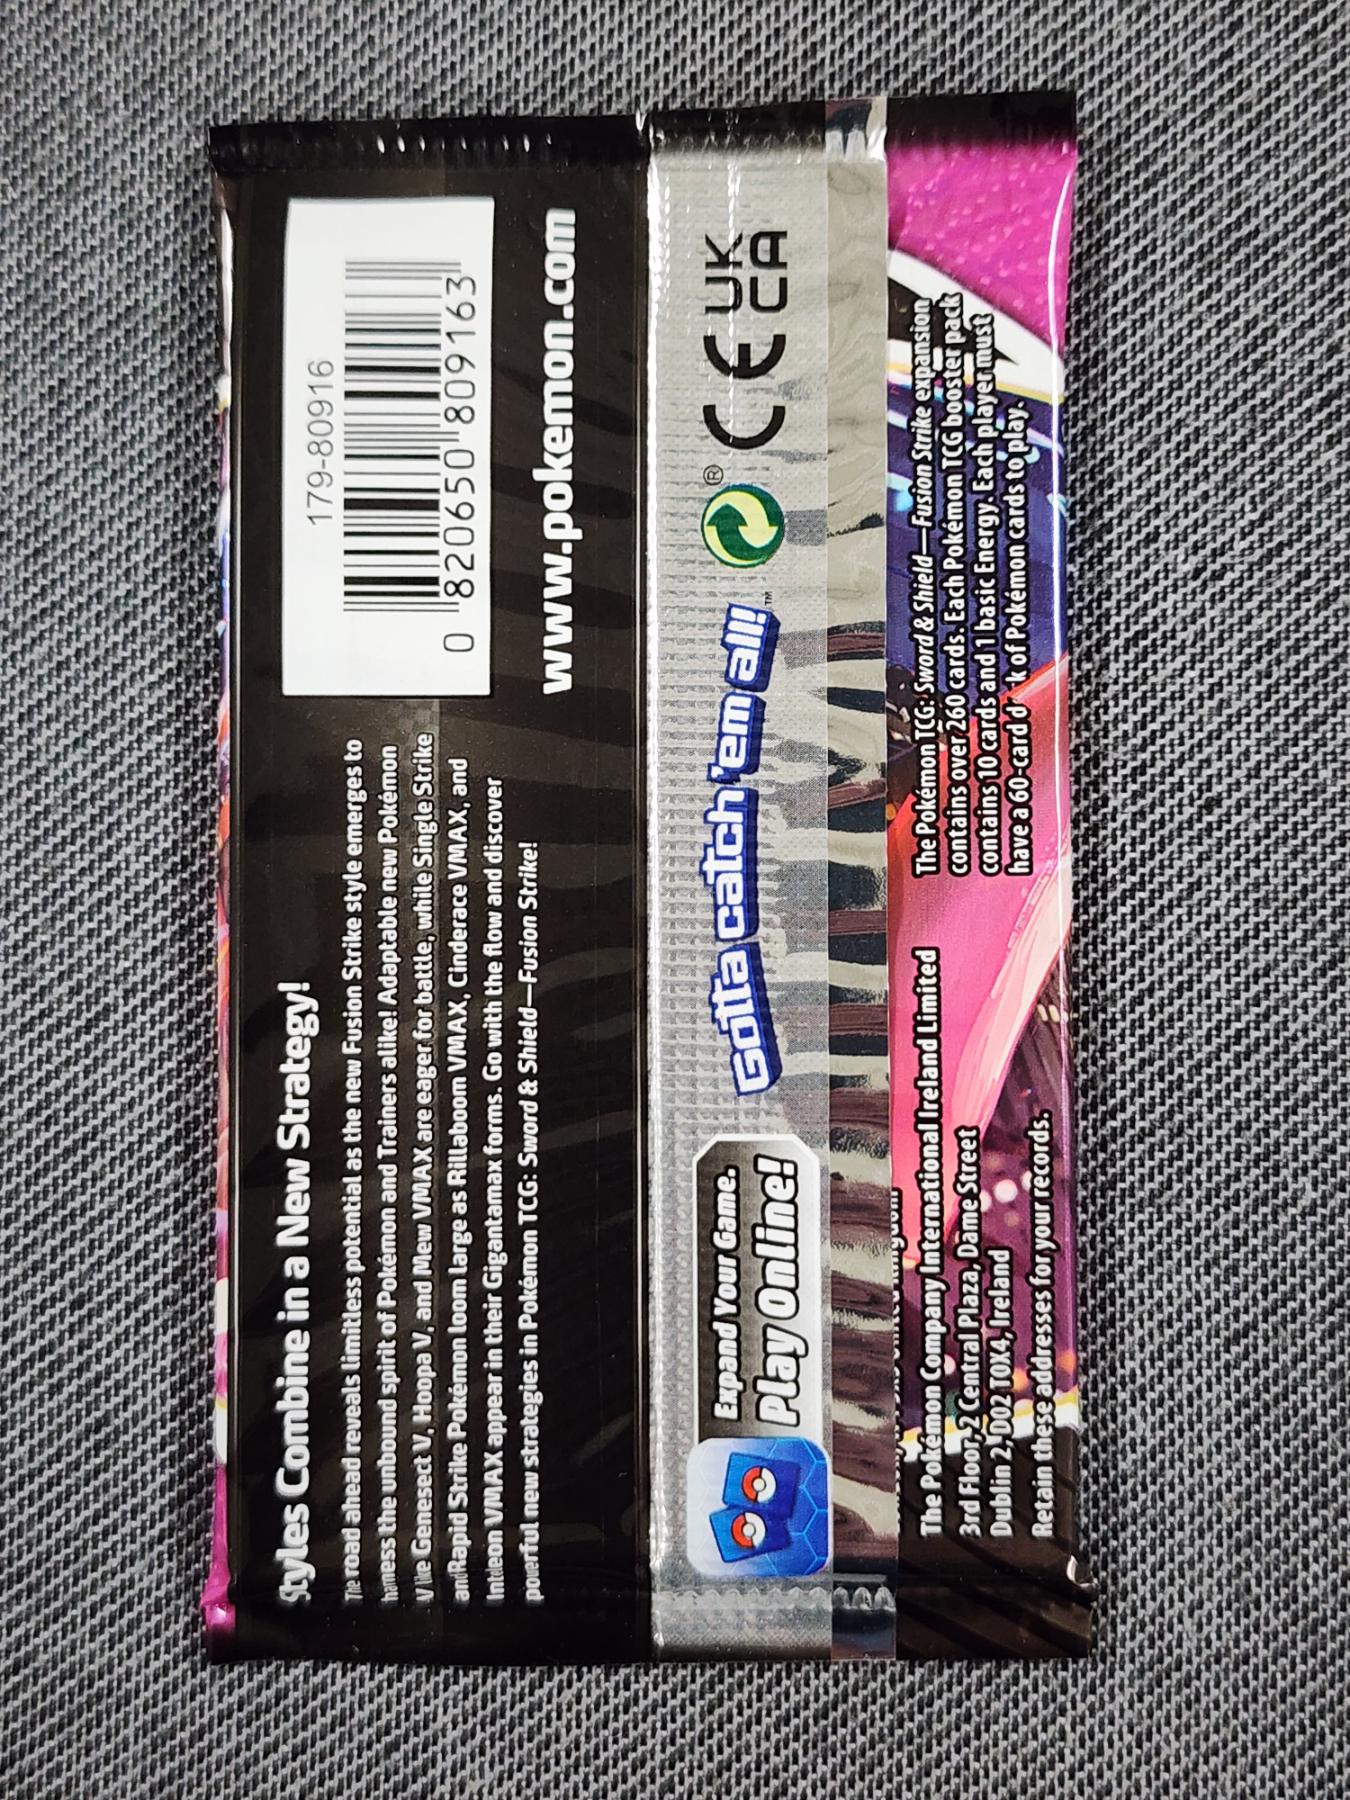 Styles Combine in a New Strategy!
The road ahead reveals limitless potential as the new Fusion Strike style emerges to
harness the unbound spirit of Pokémon and Trainers alike! Adaptable new Pokémon
V like Genesect V, Hoopa V, and Mew VMAX are eager for battle, while Single Strike
and Rapid Strike Pokémon loom large as Rillaboom VMAX, Cinderace VMAX, and
Inteleon VMAX appear in their Gigantamax forms. Go with the flow and discover
powerful new strategies in Pokémon TCG: Sword & Shield—Fusion Strike!
179-80916
0 820650 809163
www.pokemon.com
Expand Your Game.
Play Online!
Gotta catch 'em all!™
®
CE
UK
CA
The Pokémon Company International Ireland Limited
3rd Floor, 2 Central Plaza, Dame Street
Dublin 2, D02 T0X4, Ireland
Retain these addresses for your records.
The Pokémon TCG: Sword & Shield—Fusion Strike expansion
contains over 260 cards. Each Pokémon TCG booster pack
contains 10 cards and 1 basic Energy. Each player must
have a 60-card d k of Pokémon cards to play.